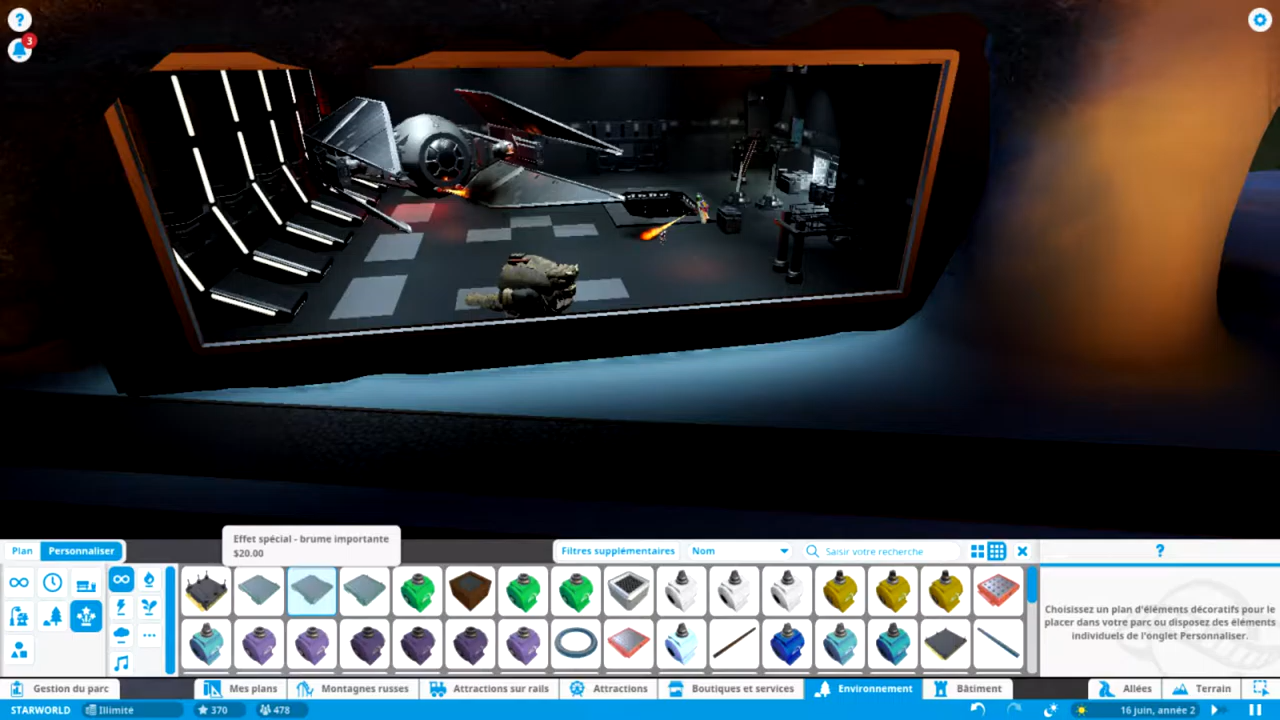 ?
3
Effet spécial - brume importante
$20.00
Plan
Personnaliser
Filtres supplémentaires
Nom
Saisir votre recherche
?
Choisissez un plan d'éléments décoratifs pour le
placer dans votre parc ou disposez des éléments
individuels de l'onglet Personnaliser.
Gestion du parc
Mes plans
Montagnes russes
Attractions sur rails
Attractions
Boutiques et services
Environnement
Bâtiment
Allées
Terrain
STARWORLD
Illimité
370
478
16 juin, année 2